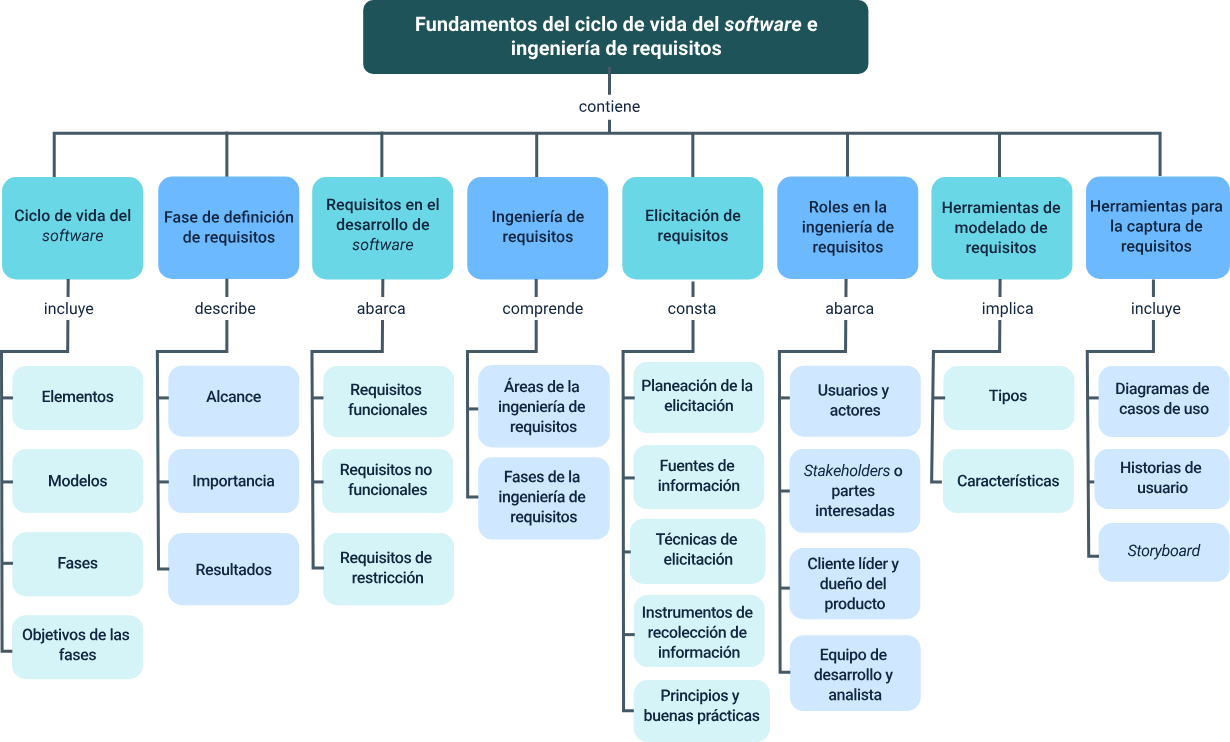 Fundamentos del ciclo de vida del software e
ingeniería de requisitos
contiene
Ciclo de vida del
software
Fase de definición
de requisitos
Requisitos en el
desarrollo de
software
Ingeniería de
requisitos
Elicitación de
requisitos
Roles en la
ingeniería de
requisitos
Herramientas de
modelado de
requisitos
Herramientas para
la captura de
requisitos
incluye
describe
abarca
comprende
consta
abarca
implica
incluye
Elementos
Modelos
Fases
Objetivos de las
fases
Alcance
Importancia
Resultados
Requisitos
funcionales
Requisitos no
funcionales
Requisitos de
restricción
Áreas de la
ingeniería de
requisitos
Fases de la
ingeniería de
requisitos
Planeación de la
elicitación
Fuentes de
información
Técnicas de
elicitación
Instrumentos de
recolección de
información
Principios y
buenas prácticas
Usuarios y
actores
Stakeholders o
partes
interesadas
Cliente líder y
dueño del
producto
Equipo de
desarrollo y
analista
Tipos
Características
Diagramas de
casos de uso
Historias de
usuario
Storyboard